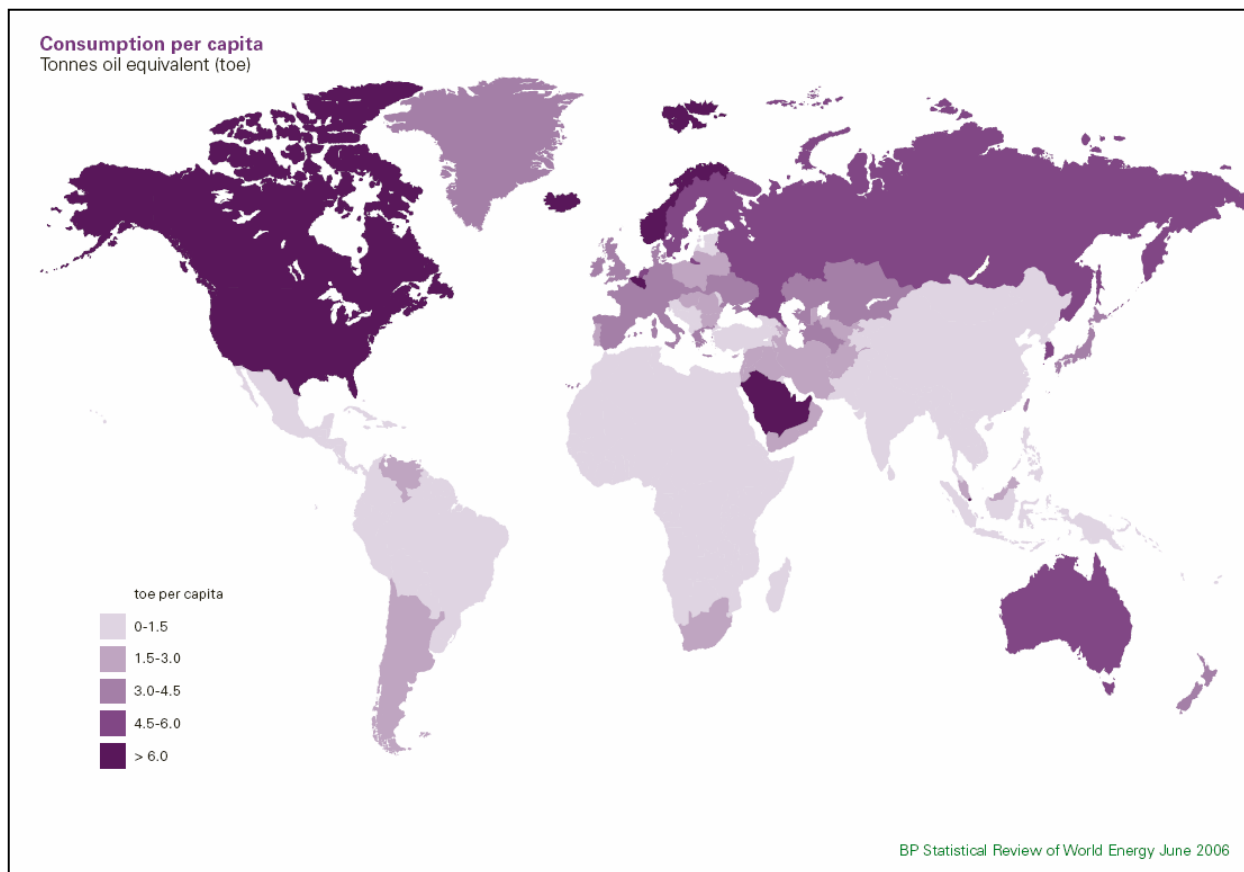 Consumption per capita
Tonnes oil equivalent (toe)
toe per capita
0-1.5
1.5-3.0
3.0-4.5
4.5-6.0
> 6.0
BP Statistical Review of World Energy June 2006